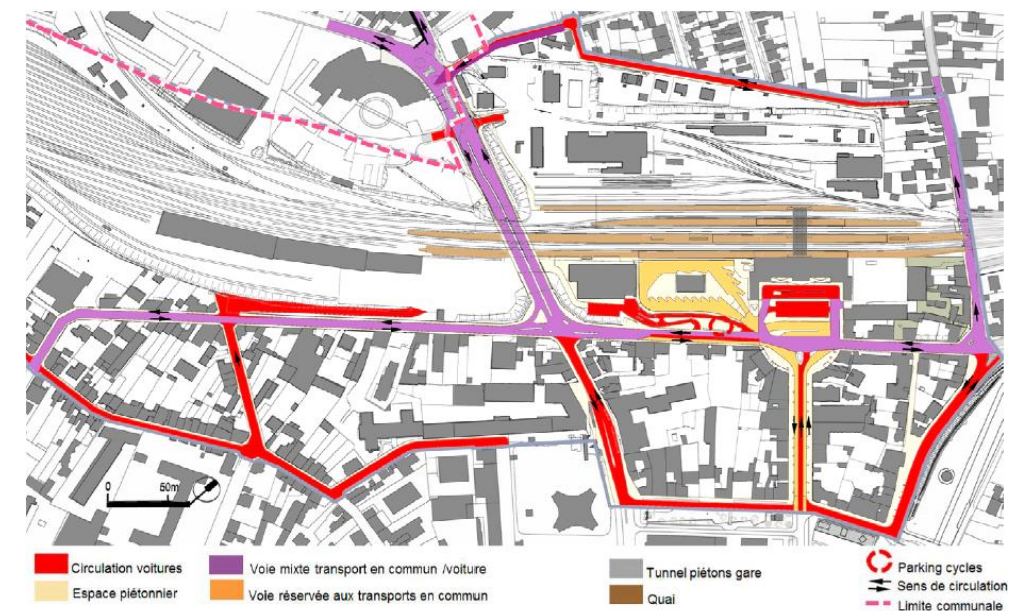 0 50m
Circulation voitures
Espace piétonnier
Voie mixte transport en commun /voiture
Voie réservée aux transports en commun
Tunnel piétons gare
Quai
Parking cycles
Sens de circulation
Limite communale